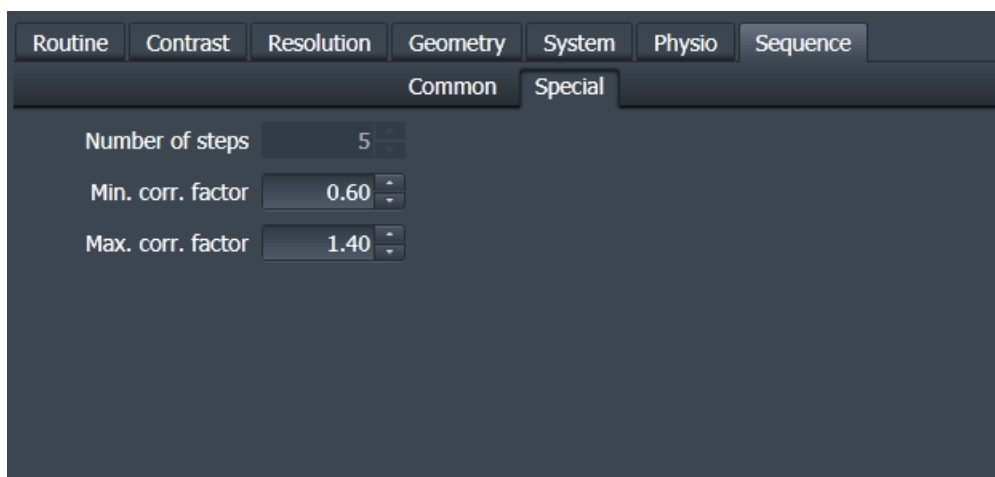 Routine Contrast Resolution Geometry System Physio Sequence
Common Special
Number of steps 5
Min. corr. factor 0.60
Max. corr. factor 1.40